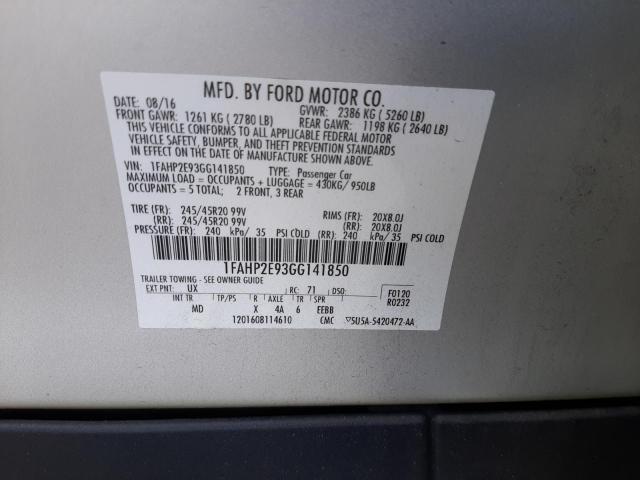 MFD. BY FORD MOTOR CO.
DATE: 08/16 GVWR: 2386 KG ( 5260 LB)
FRONT GAWR: 1261 KG ( 2780 LB) REAR GAWR: 1198 KG ( 2640 LB)
THIS VEHICLE CONFORMS TO ALL APPLICABLE FEDERAL MOTOR
VEHICLE SAFETY, BUMPER, AND THEFT PREVENTION STANDARDS
IN EFFECT ON THE DATE OF MANUFACTURE SHOWN ABOVE.
VIN: 1FAHP2E93GG141850 TYPE: Passenger Car
MAXIMUM LOAD = OCCUPANTS + LUGGAGE = 430KG/ 950LB
OCCUPANTS = 5 TOTAL; 2 FRONT, 3 REAR
TIRE (FR): 245/45R20 99V RIMS (FR): 20X8.0J
(RR): 245/45R20 99V (RR): 20X8.0J
PRESSURE (FR): 240 kPa/ 35 PSI COLD (RR): 240 kPa/ 35 PSI COLD
1FAHP2E93GG141850
TRAILER TOWING - SEE OWNER GUIDE
EXT PNT: UX RC: 71 DSO: F0120
INT TR TP/PS R AXLE TR SPR R0232
MD X 4A 6 EEBB
1201608114610 CMC 5U5A-5420472-AA